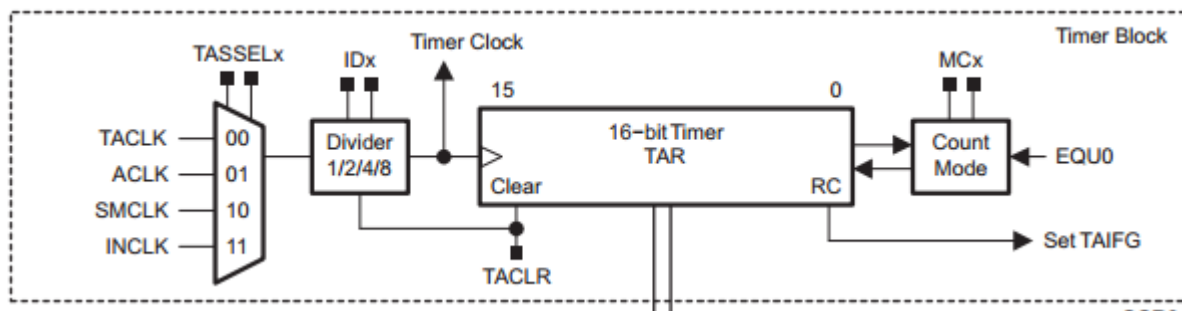 Timer Block
Timer Clock
TASSELx
IDx
MCx
15
0
TACLK
00
Divider
1/2/4/8
16−bit Timer
TAR
Count
Mode
EQU0
ACLK
01
SMCLK
10
Clear
RC
INCLK
11
Set TAIFG
TACLR